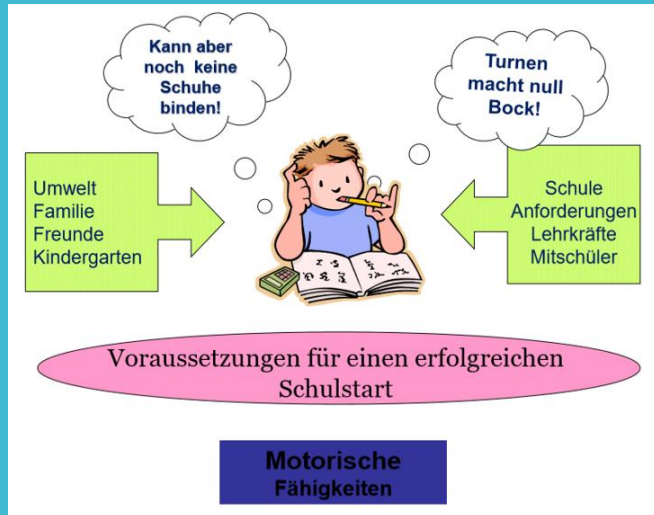 Kann aber
noch keine
Schuhe
binden!
Turnen
macht null
Bock!
Umwelt
Familie
Freunde
Kindergarten
Schule
Anforderungen
Lehrkräfte
Mitschüler
Voraussetzungen für einen erfolgreichen
Schulstart
Motorische
Fähigkeiten